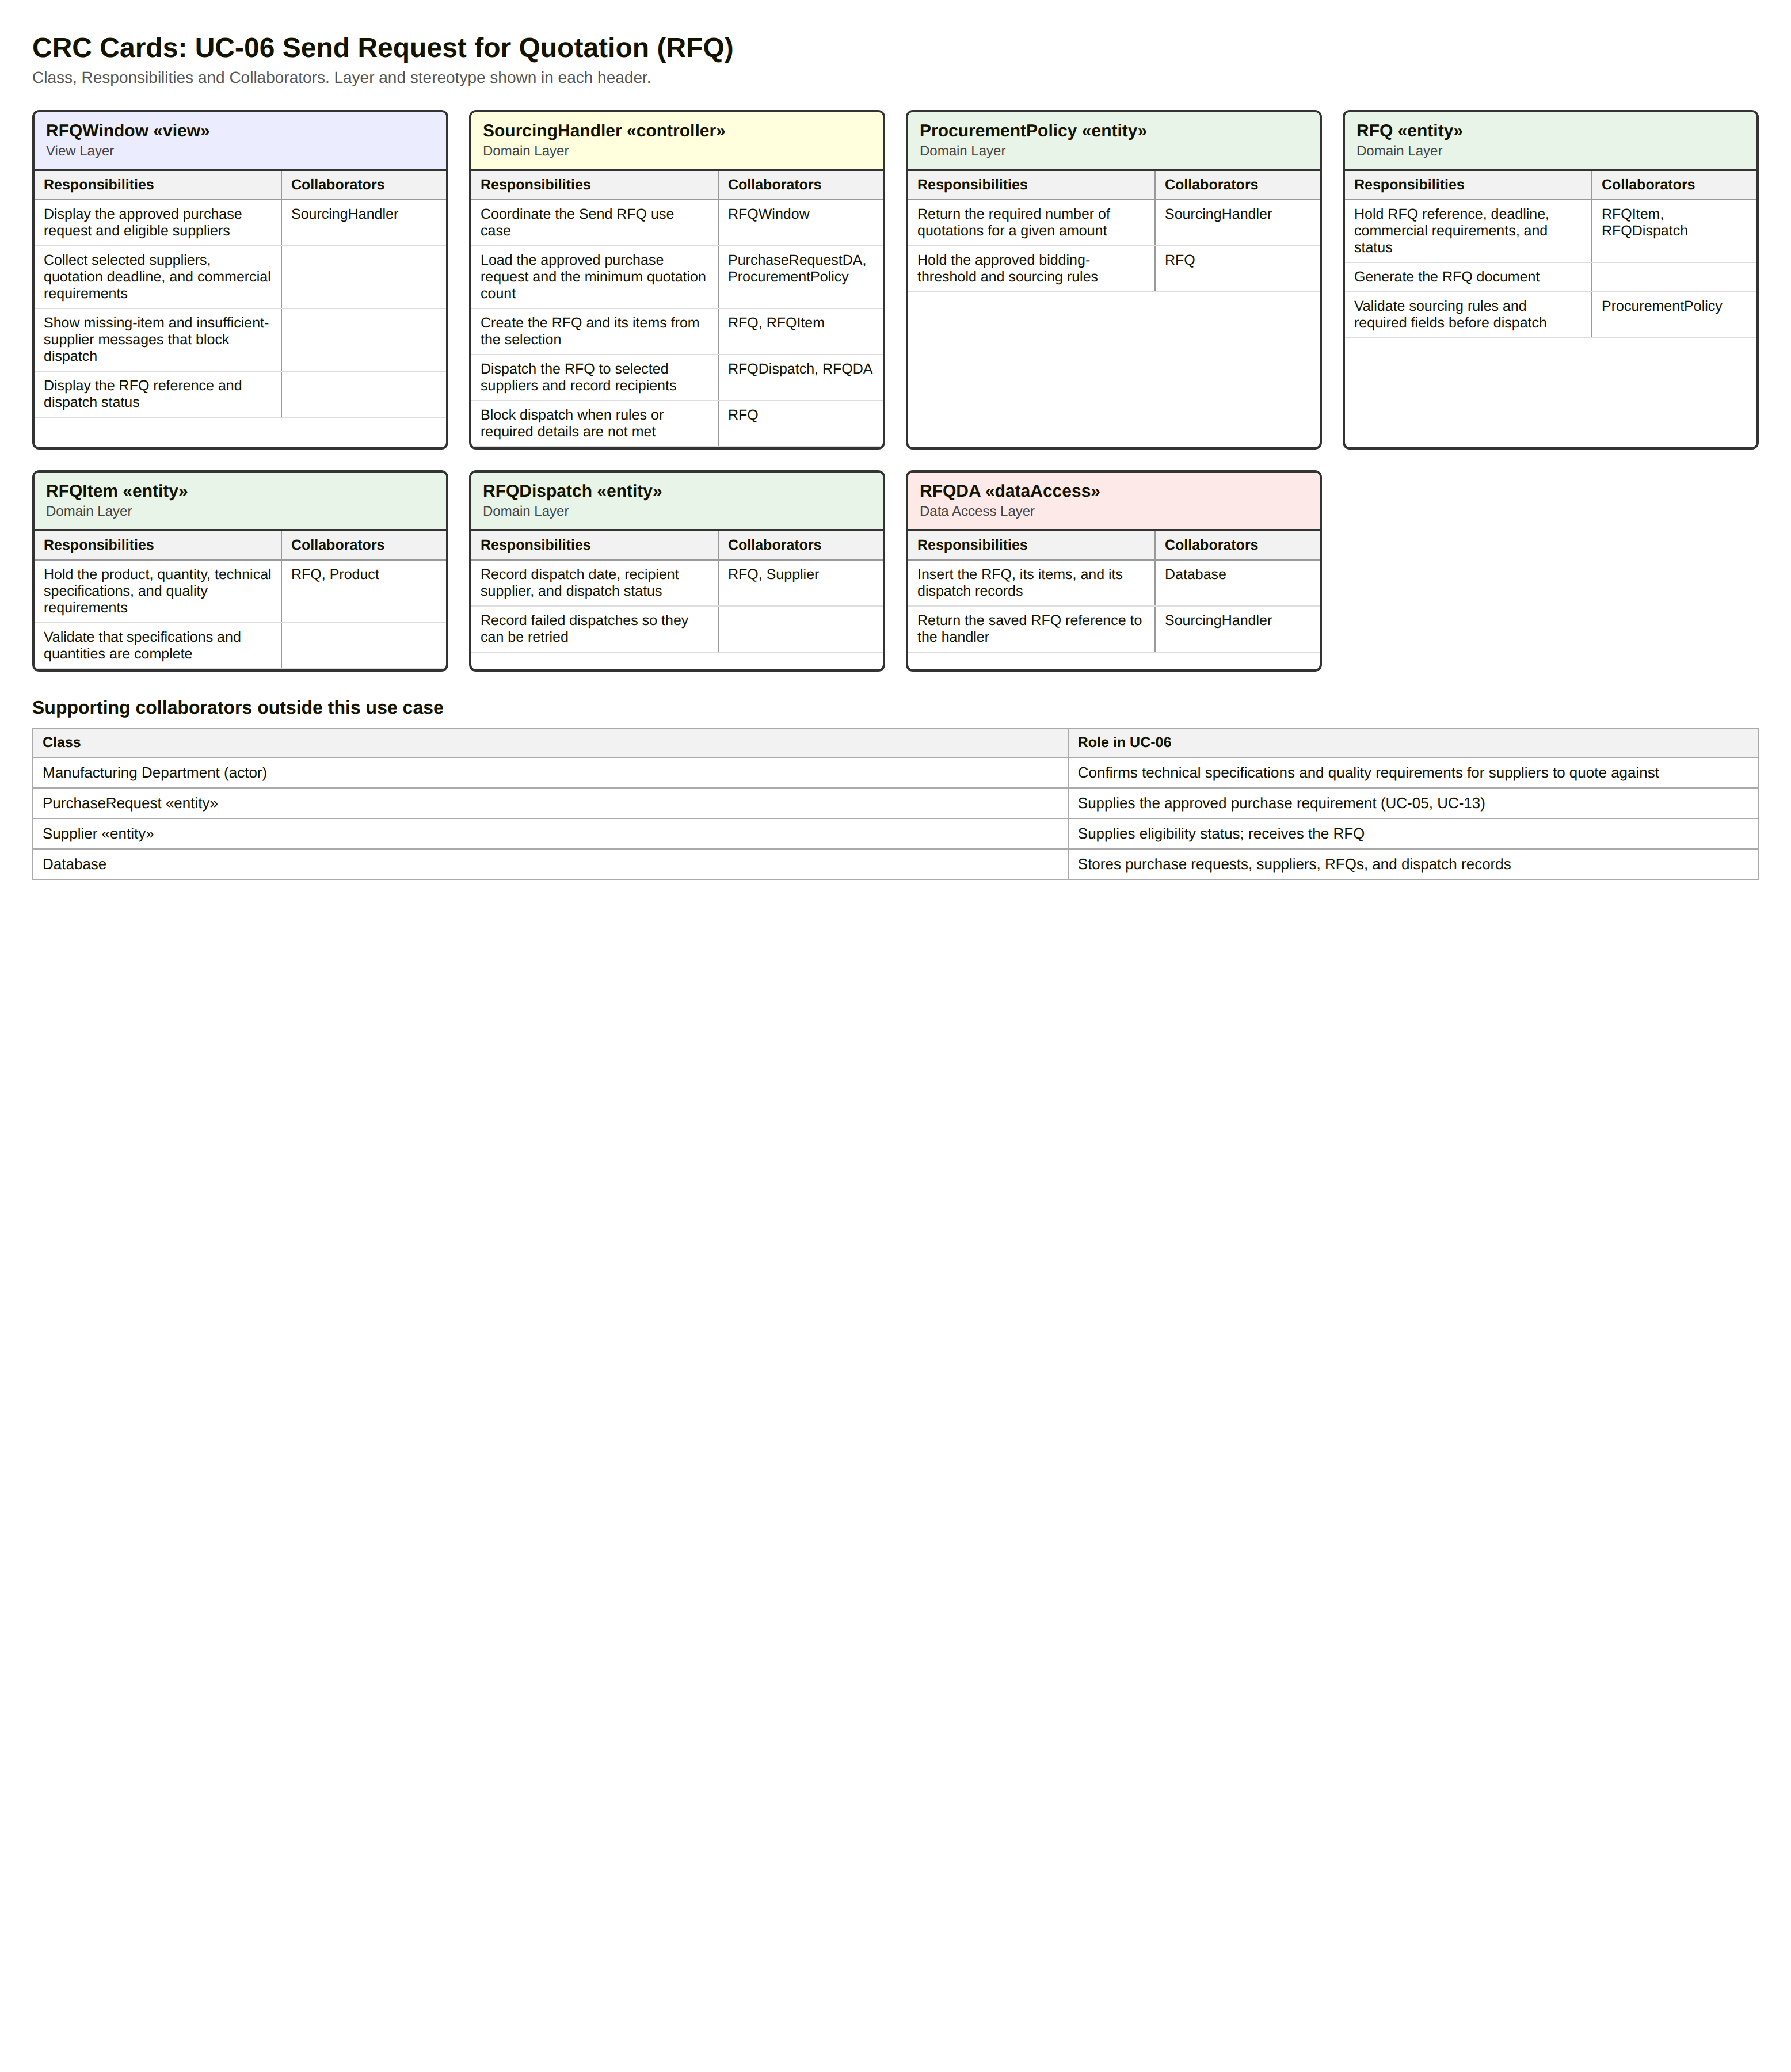 CRC Cards: UC-06 Send Request for Quotation (RFQ)
Class, Responsibilities and Collaborators. Layer and stereotype shown in each header.
RFQWindow «view»
View Layer
Responsibilities
Collaborators
Display the approved purchase
request and eligible suppliers
SourcingHandler
Collect selected suppliers,
quotation deadline, and commercial
requirements
Show missing-item and insufficient-
supplier messages that block
dispatch
Display the RFQ reference and
dispatch status
SourcingHandler «controller»
Domain Layer
Responsibilities
Collaborators
Coordinate the Send RFQ use
case
RFQWindow
Load the approved purchase
request and the minimum quotation
count
PurchaseRequestDA,
ProcurementPolicy
Create the RFQ and its items from
the selection
RFQ, RFQItem
Dispatch the RFQ to selected
suppliers and record recipients
RFQDispatch, RFQDA
Block dispatch when rules or
required details are not met
RFQ
ProcurementPolicy «entity»
Domain Layer
Responsibilities
Collaborators
Return the required number of
quotations for a given amount
SourcingHandler
Hold the approved bidding-
threshold and sourcing rules
RFQ
RFQ «entity»
Domain Layer
Responsibilities
Collaborators
Hold RFQ reference, deadline,
commercial requirements, and
status
RFQItem,
RFQDispatch
Generate the RFQ document
Validate sourcing rules and
required fields before dispatch
ProcurementPolicy
RFQItem «entity»
Domain Layer
Responsibilities
Collaborators
Hold the product, quantity, technical
specifications, and quality
requirements
RFQ, Product
Validate that specifications and
quantities are complete
RFQDispatch «entity»
Domain Layer
Responsibilities
Collaborators
Record dispatch date, recipient
supplier, and dispatch status
RFQ, Supplier
Record failed dispatches so they
can be retried
RFQDA «dataAccess»
Data Access Layer
Responsibilities
Collaborators
Insert the RFQ, its items, and its
dispatch records
Database
Return the saved RFQ reference to
the handler
SourcingHandler
Supporting collaborators outside this use case
Class
Role in UC-06
Manufacturing Department (actor)
Confirms technical specifications and quality requirements for suppliers to quote against
PurchaseRequest «entity»
Supplies the approved purchase requirement (UC-05, UC-13)
Supplier «entity»
Supplies eligibility status; receives the RFQ
Database
Stores purchase requests, suppliers, RFQs, and dispatch records